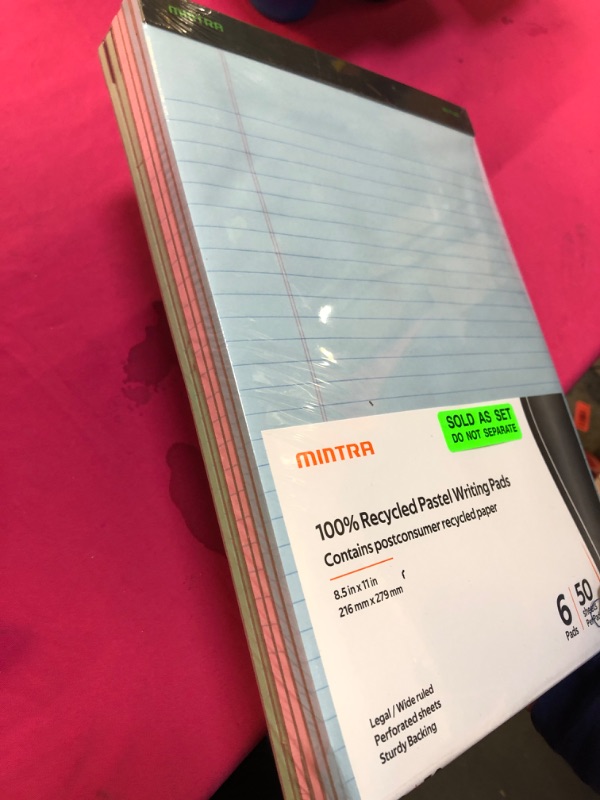 MINTRA
MINTRA
SOLD AS SET
DO NOT SEPARATE
100% Recycled Pastel Writing Pads
Contains postconsumer recycled paper
8.5 in x 11 in
216 mm x 279 mm
6
Pads
50
Sheets
Legal / Wide ruled
Perforated sheets
Sturdy Backing